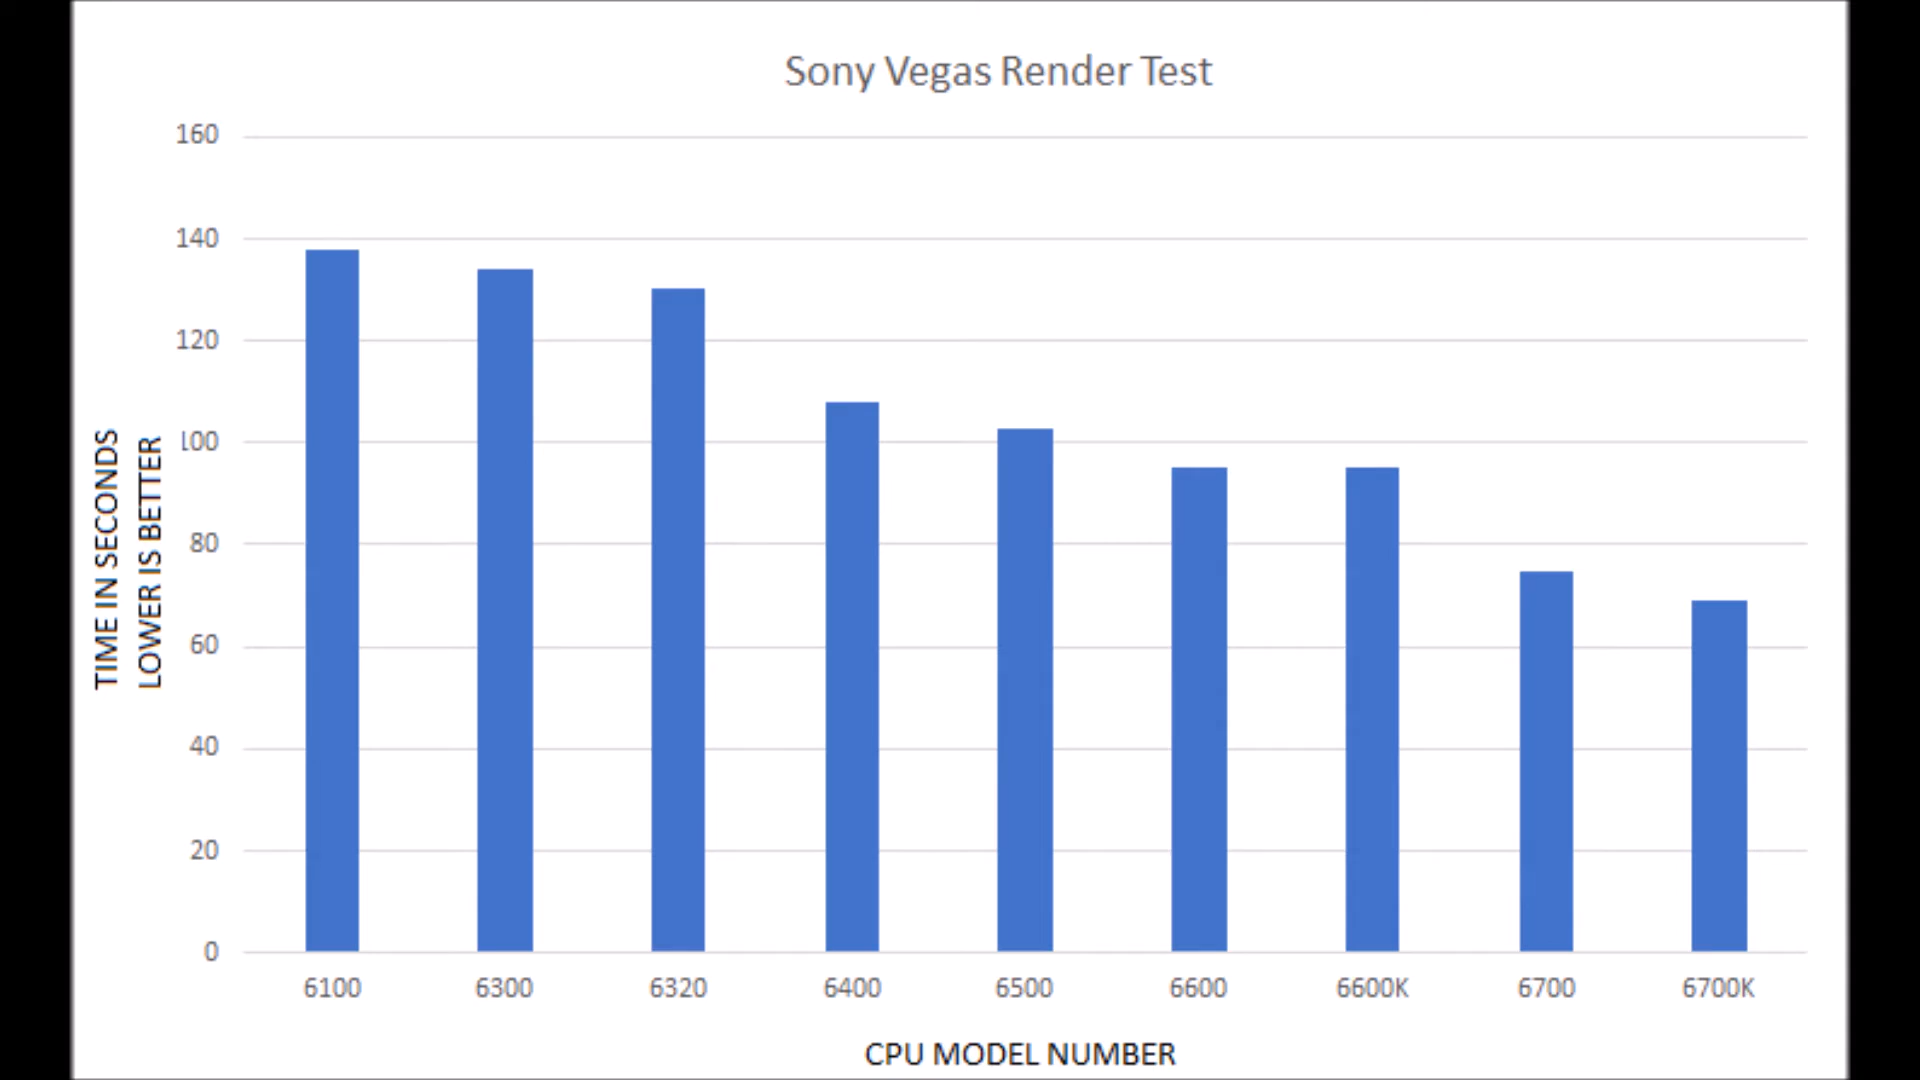 Sony Vegas Render Test
160
140
120
100
80
60
40
20
0
TIME IN SECONDS
LOWER IS BETTER
6100 6300 6320 6400 6500 6600 6600K 6700 6700K
CPU MODEL NUMBER